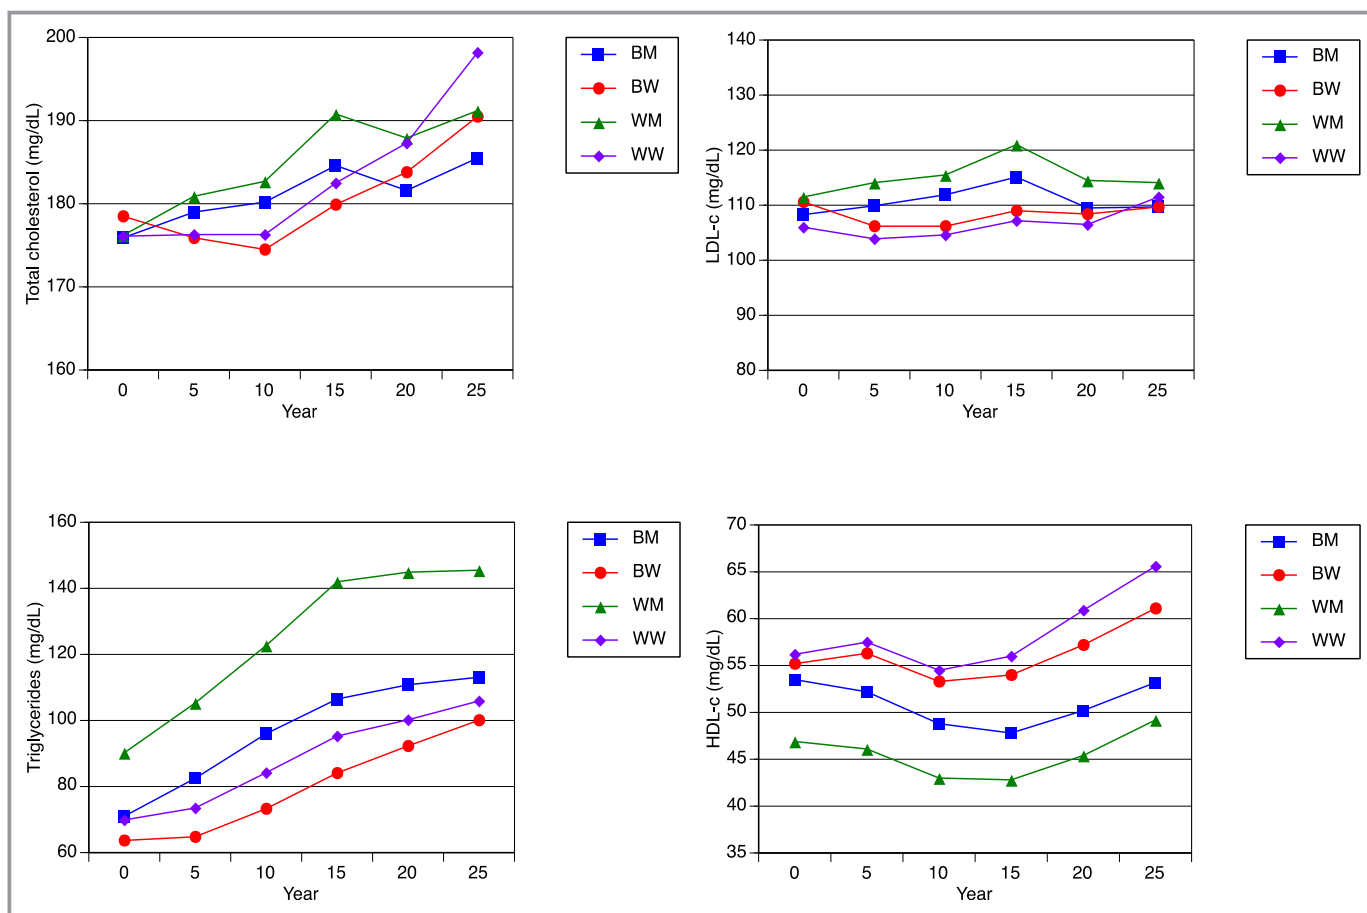 Total cholesterol (mg/dL)
200
190
180
170
160
0 5 10 15 20 25
Year
BM
BW
WM
WW
LDL-c (mg/dL)
140
130
120
110
100
90
80
0 5 10 15 20 25
Year
BM
BW
WM
WW
Triglycerides (mg/dL)
160
140
120
100
80
60
0 5 10 15 20 25
Year
BM
BW
WM
WW
HDL-c (mg/dL)
70
65
60
55
50
45
40
35
0 5 10 15 20 25
Year
BM
BW
WM
WW